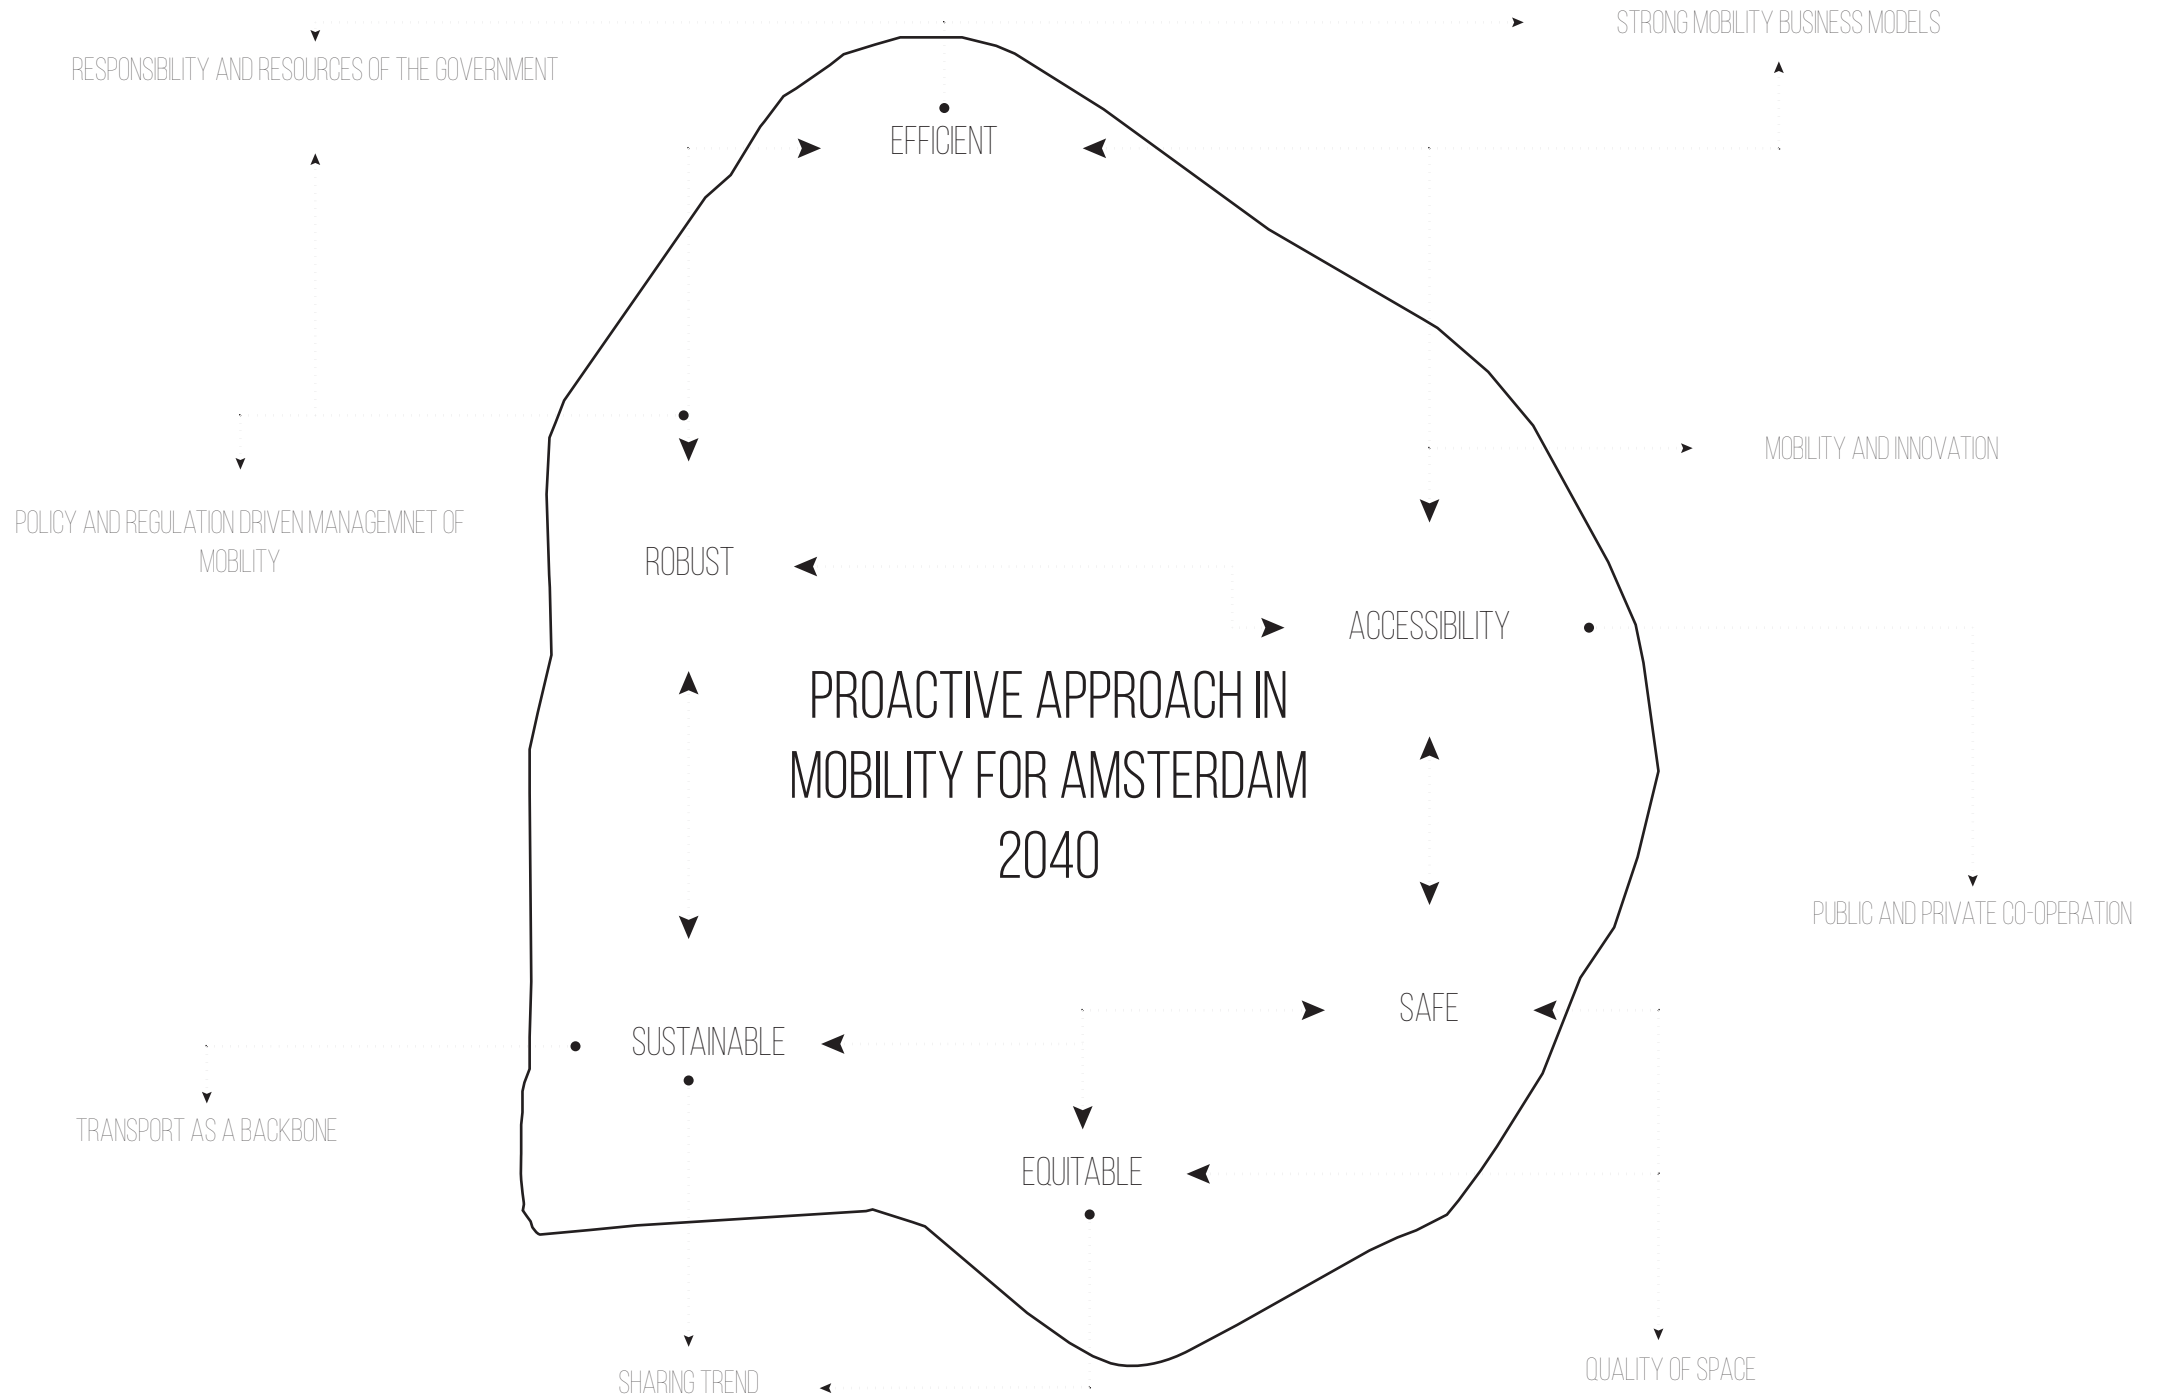 STRONG MOBILITY BUSINESS MODELS
RESPONSIBILITY AND RESOURCES OF THE GOVERNMENT
EFFICIENT
MOBILITY AND INNOVATION
POLICY AND REGULATION DRIVEN MANAGEMNET OF
MOBILITY
ROBUST
ACCESSIBILITY
PROACTIVE APPROACH IN
MOBILITY FOR AMSTERDAM
2040
PUBLIC AND PRIVATE CO-OPERATION
SAFE
SUSTAINABLE
TRANSPORT AS A BACKBONE
EQUITABLE
QUALITY OF SPACE
SHARING TREND